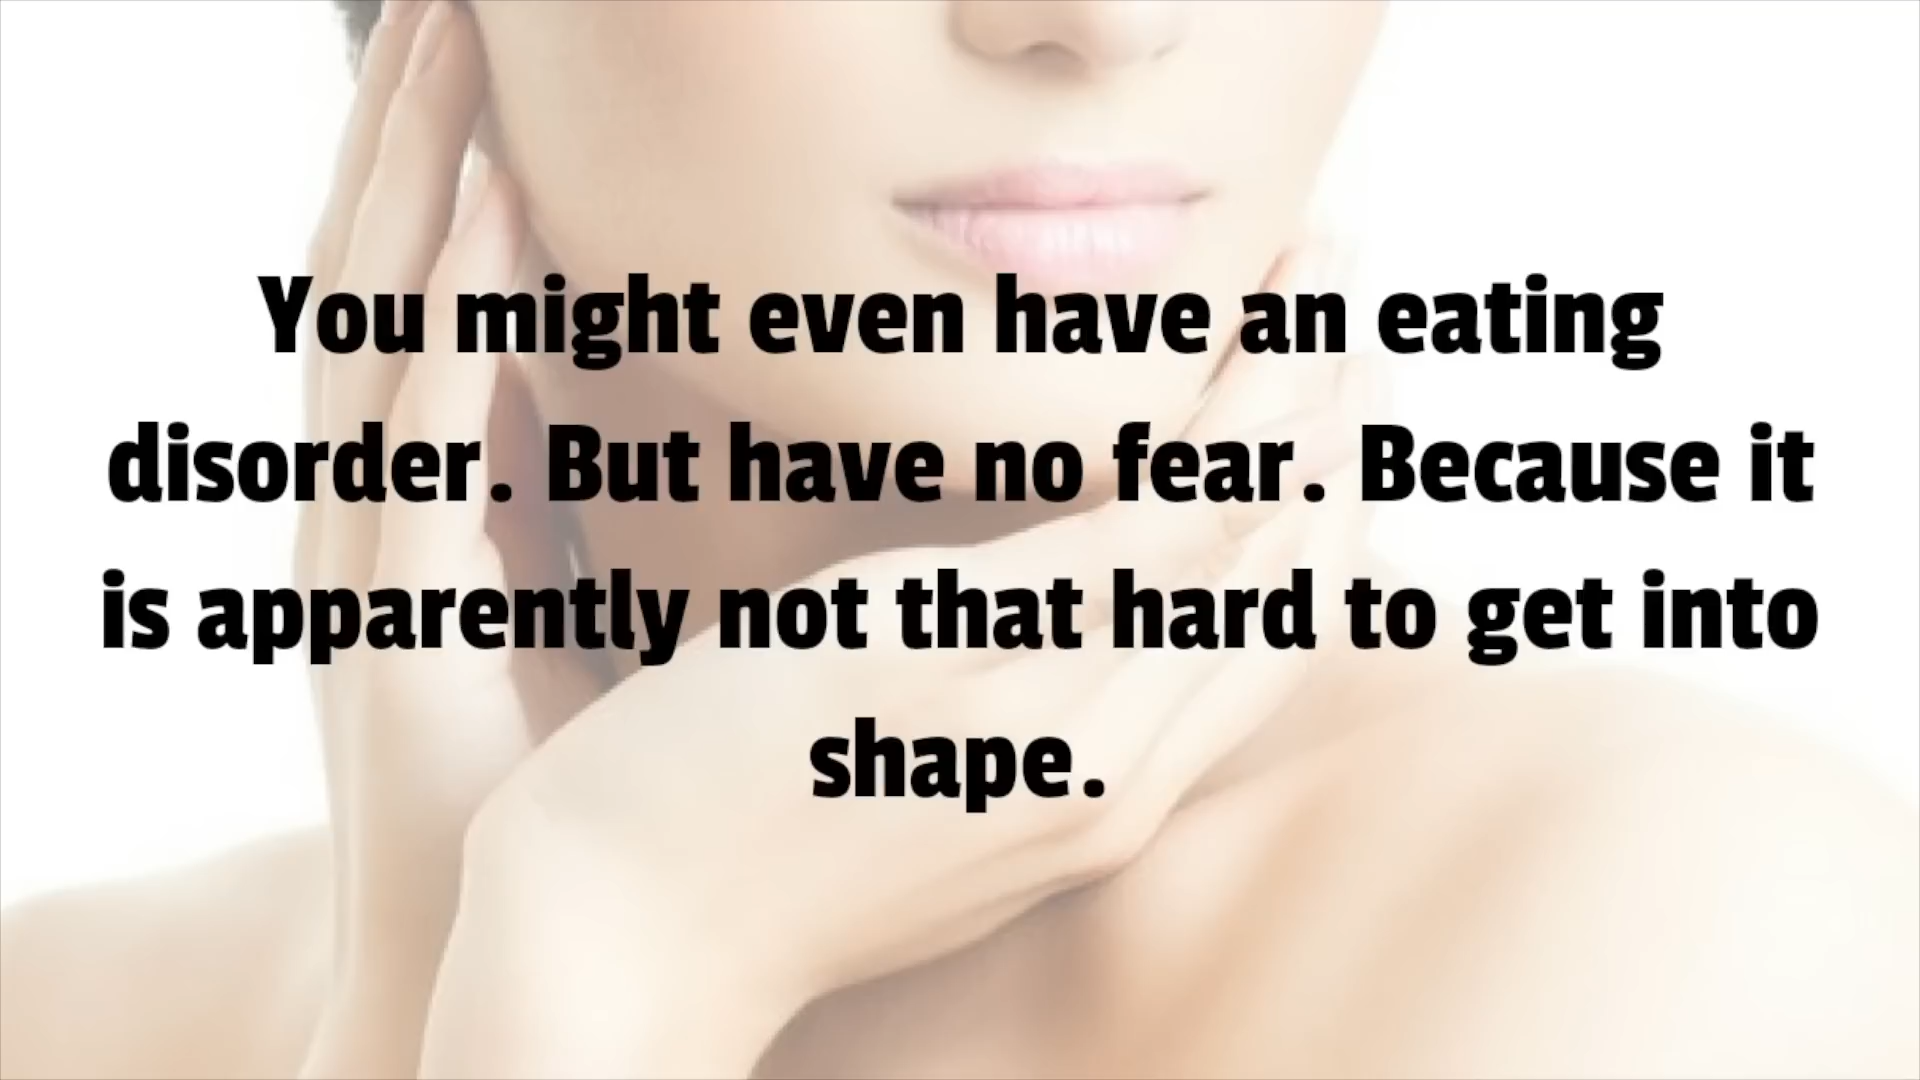 You might even have an eating
disorder. But have no fear. Because it
is apparently not that hard to get into
shape.